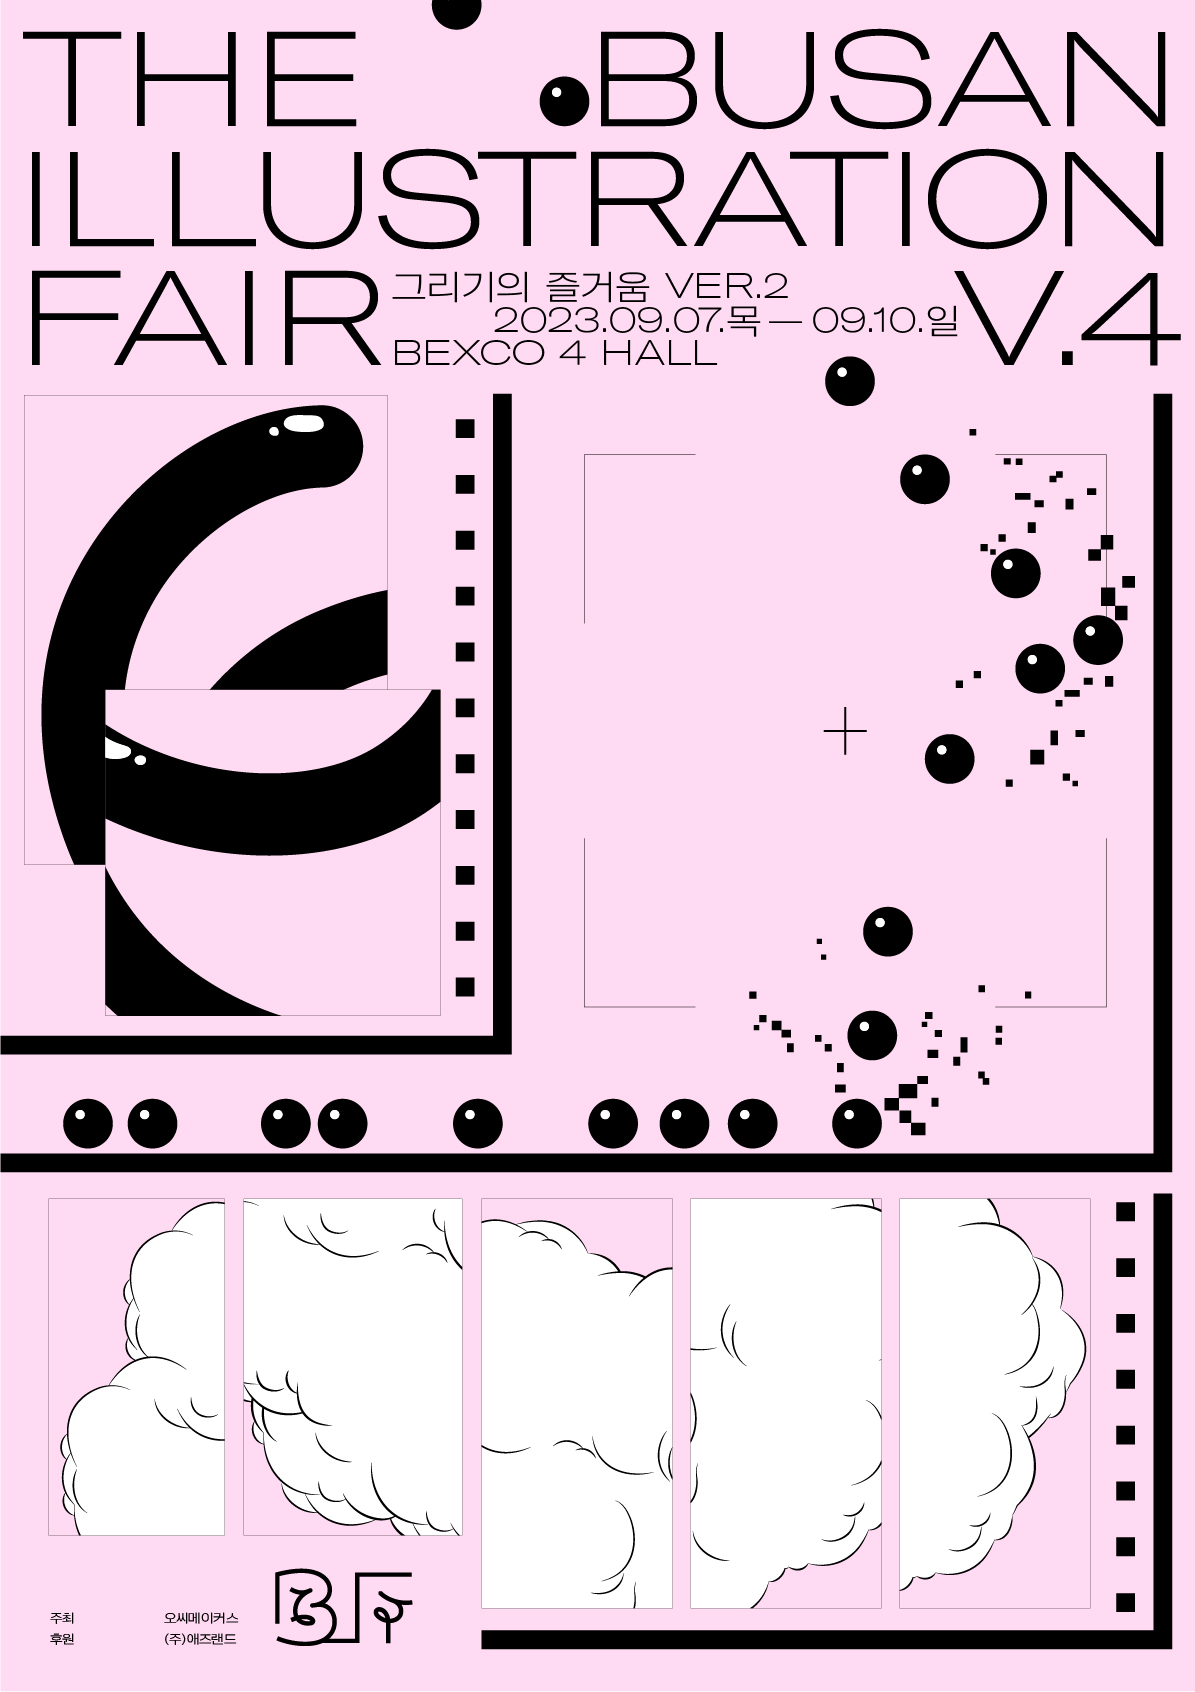 THE BUSAN
ILLUSTRATION
FAIR V.4
그리기의 즐거움 VER.2
2023.09.07.목 — 09.10.일
BEXCO 4 HALL
주최 오씨메이커스
후원 (주)애즈랜드